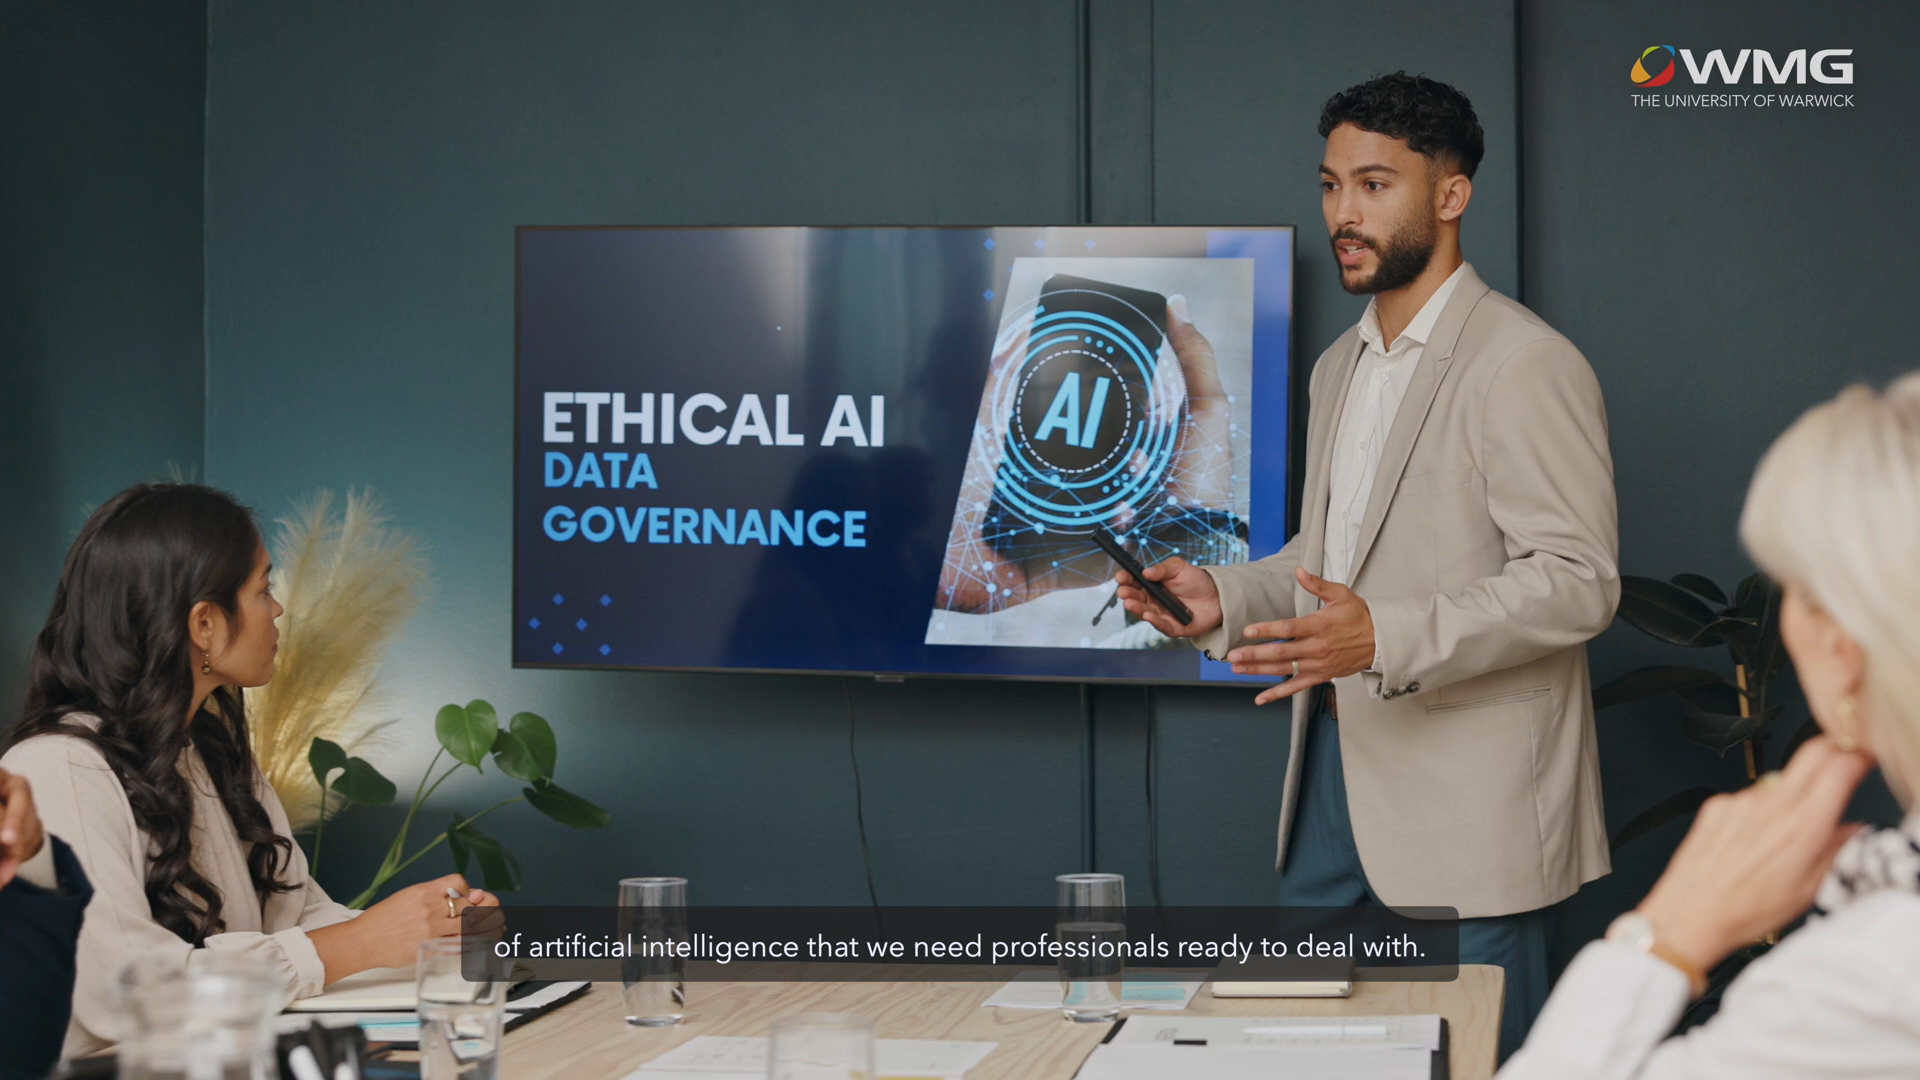 WMG
THE UNIVERSITY OF WARWICK
ETHICAL AI
DATA
GOVERNANCE
AI
of artificial intelligence that we need professionals ready to deal with.